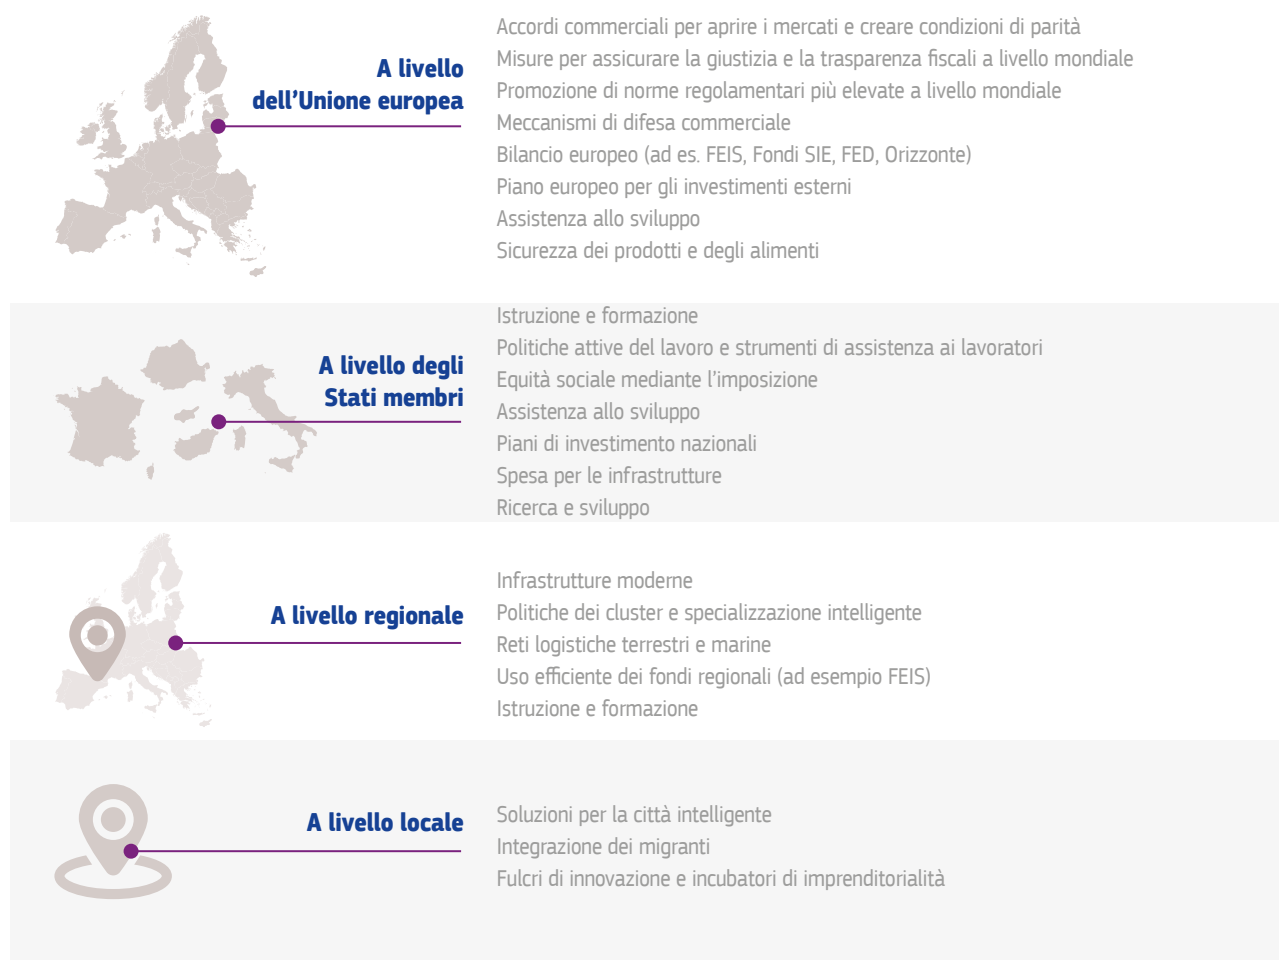 A livello
dell’Unione europea
Accordi commerciali per aprire i mercati e creare condizioni di parità
Misure per assicurare la giustizia e la trasparenza fiscali a livello mondiale
Promozione di norme regolamentari più elevate a livello mondiale
Meccanismi di difesa commerciale
Bilancio europeo (ad es. FEIS, Fondi SIE, FED, Orizzonte)
Piano europeo per gli investimenti esterni
Assistenza allo sviluppo
Sicurezza dei prodotti e degli alimenti
A livello degli
Stati membri
Istruzione e formazione
Politiche attive del lavoro e strumenti di assistenza ai lavoratori
Equità sociale mediante l’imposizione
Assistenza allo sviluppo
Piani di investimento nazionali
Spesa per le infrastrutture
Ricerca e sviluppo
A livello regionale
Infrastrutture moderne
Politiche dei cluster e specializzazione intelligente
Reti logistiche terrestri e marine
Uso efficiente dei fondi regionali (ad esempio FEIS)
Istruzione e formazione
A livello locale
Soluzioni per la città intelligente
Integrazione dei migranti
Fulcri di innovazione e incubatori di imprenditorialità